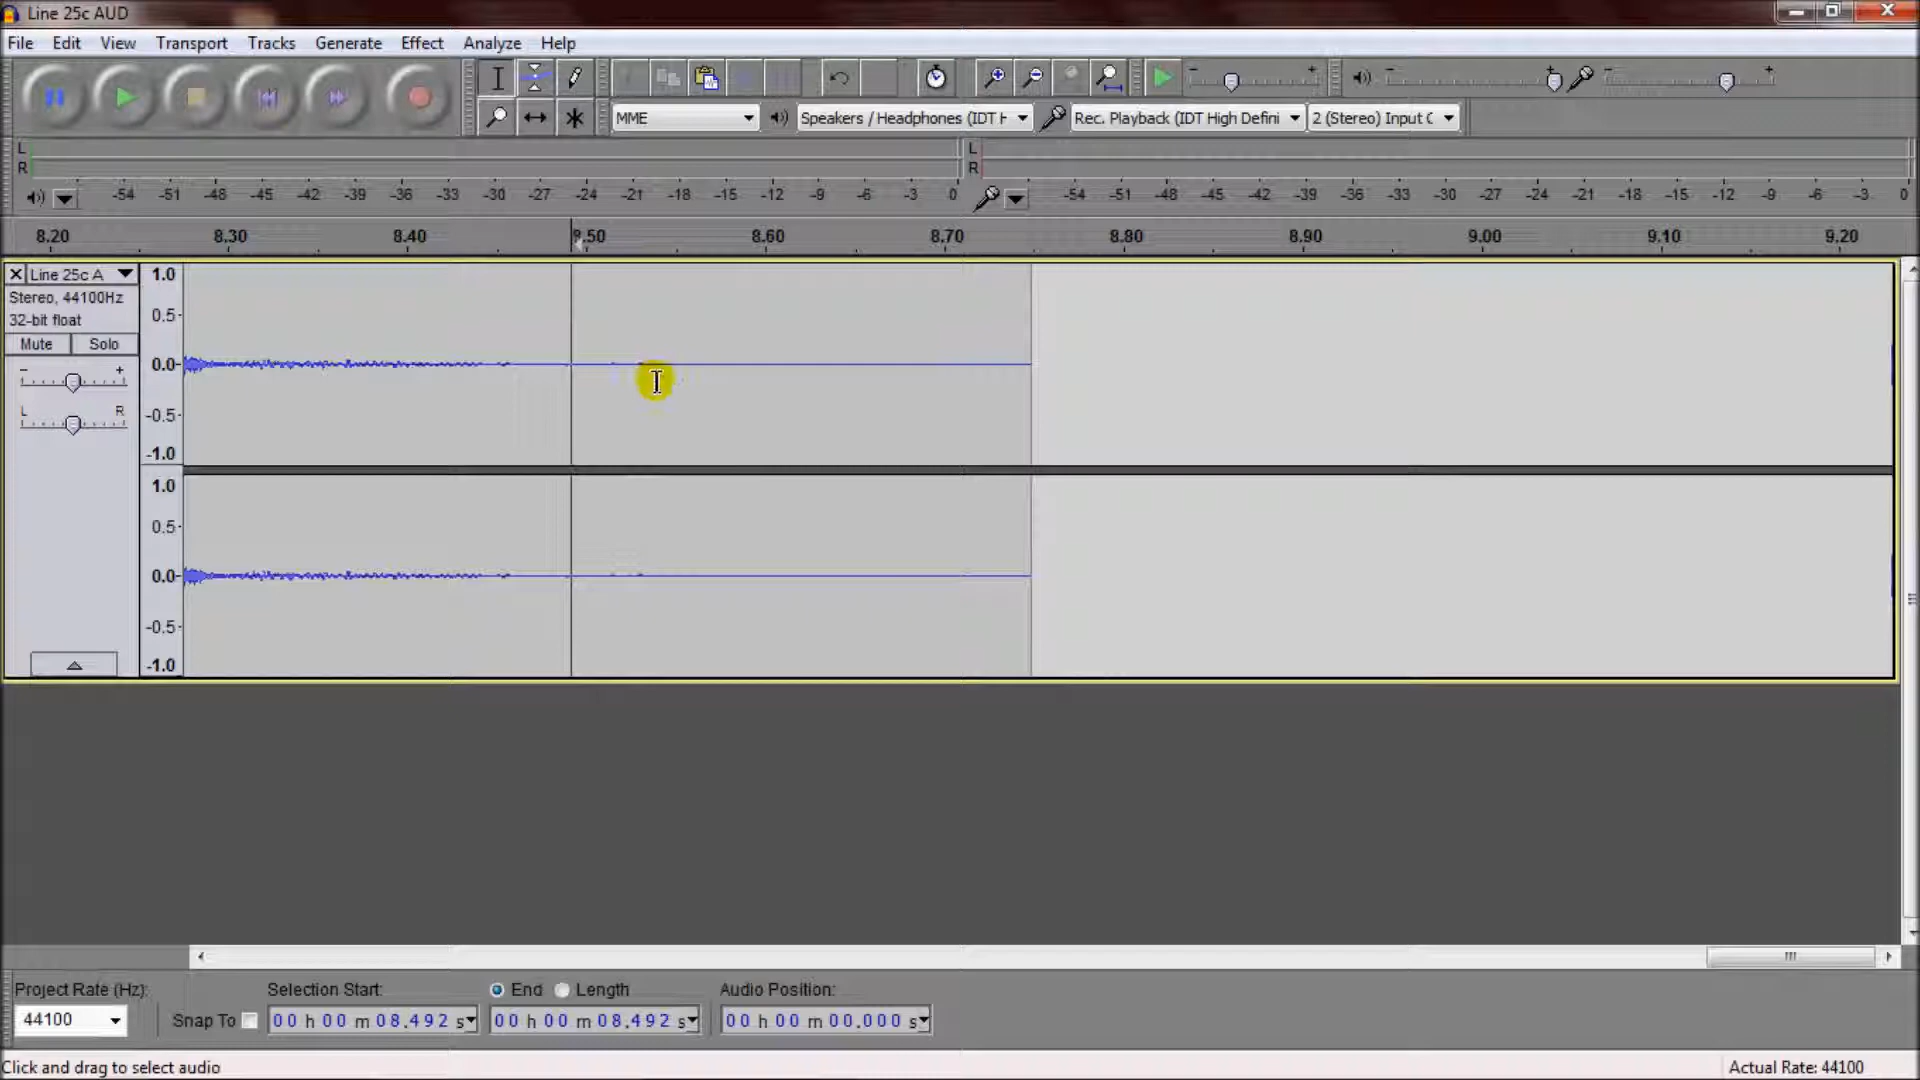 Line 25c AUD
File Edit View Transport Tracks Generate Effect Analyze Help
MME Speakers / Headphones (IDT H Rec. Playback (IDT High Defini 2 (Stereo) Input C
L L
R R
-54 -51 -48 -45 -42 -39 -36 -33 -30 -27 -24 -21 -18 -15 -12 -9 -6 -3 0 -54 -51 -48 -45 -42 -39 -36 -33 -30 -27 -24 -21 -18 -15 -12 -9 -6 -3 0
8.20 8.30 8.40 8.50 8.60 8.70 8.80 8.90 9.00 9.10 9.20
Line 25c A 1.0
Stereo, 44100Hz
32-bit float 0.5
Mute Solo
0.0
- +
L R -0.5
-1.0
1.0
0.5
0.0
-0.5
-1.0
Project Rate (Hz): Selection Start: End Length Audio Position:
44100 Snap To 00 h 00 m 08.492 s 00 h 00 m 08.492 s 00 h 00 m 00.000 s
Click and drag to select audio Actual Rate: 44100